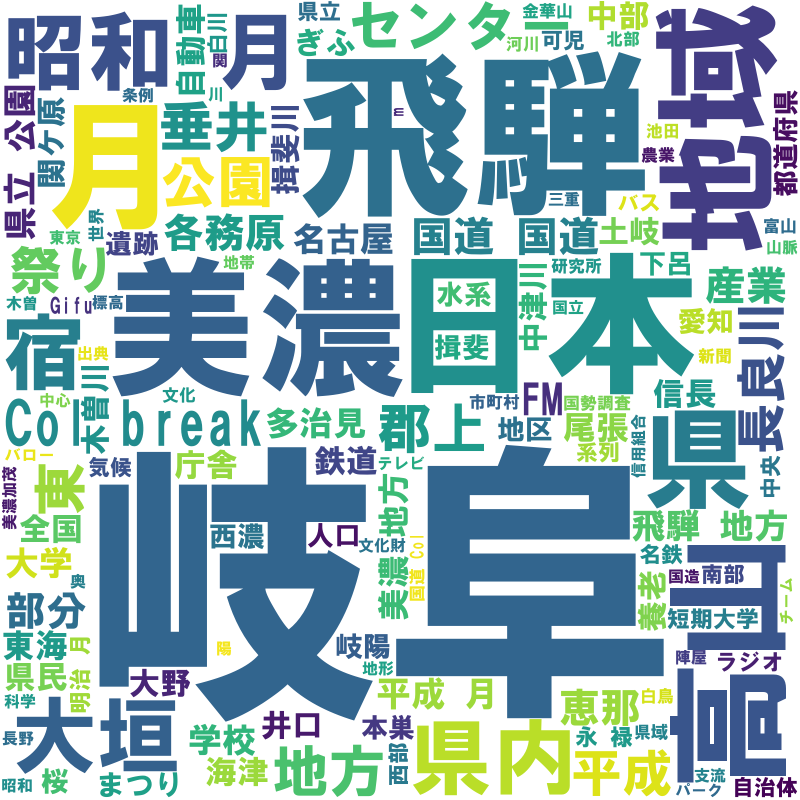 県立
金華山
昭和 月
自動車
白川
関
ぎふ
センタ
河川
可児
中部
北部
地域
県立 公園
関ケ原
条例
川
月
垂井
公園
揖斐川
飛騨
m
池田
農業
都道府県
三重
バス
東京
世界
遺跡
各務原
名古屋
国道 国道
土岐
富山
山脈
祭り
地帯
研究所
下呂
産業
木曽
Gifu
標高
美濃
日本
水系
揖斐
中津川
国立
愛知
宿
出典
新聞
長良川
中心
木曽川
文化
市町村
FM
国勢調査
信長
Col break
多治見
郡上
地区
尾張
系列
信用組合
県
中央
バロー
美濃加茂
東
気候
庁舎
鉄道
テレビ
地方
岐阜
全国
西濃
人口
文化財
飛騨 地方
大学
奥
美濃
国道 Col
名鉄
高山
部分
養老
国造
南部
短期大学
チーム
東海
月
明治
陽
岐陽
地形
陣屋
ラジオ
県民
大野
平成 月
恵那
白鳥
科学
大垣
井口
本巣
県内
永 禄
県域
長野
学校
地方
西部
平成
支流
昭和
桜
まつり
海津
パーク
自治体